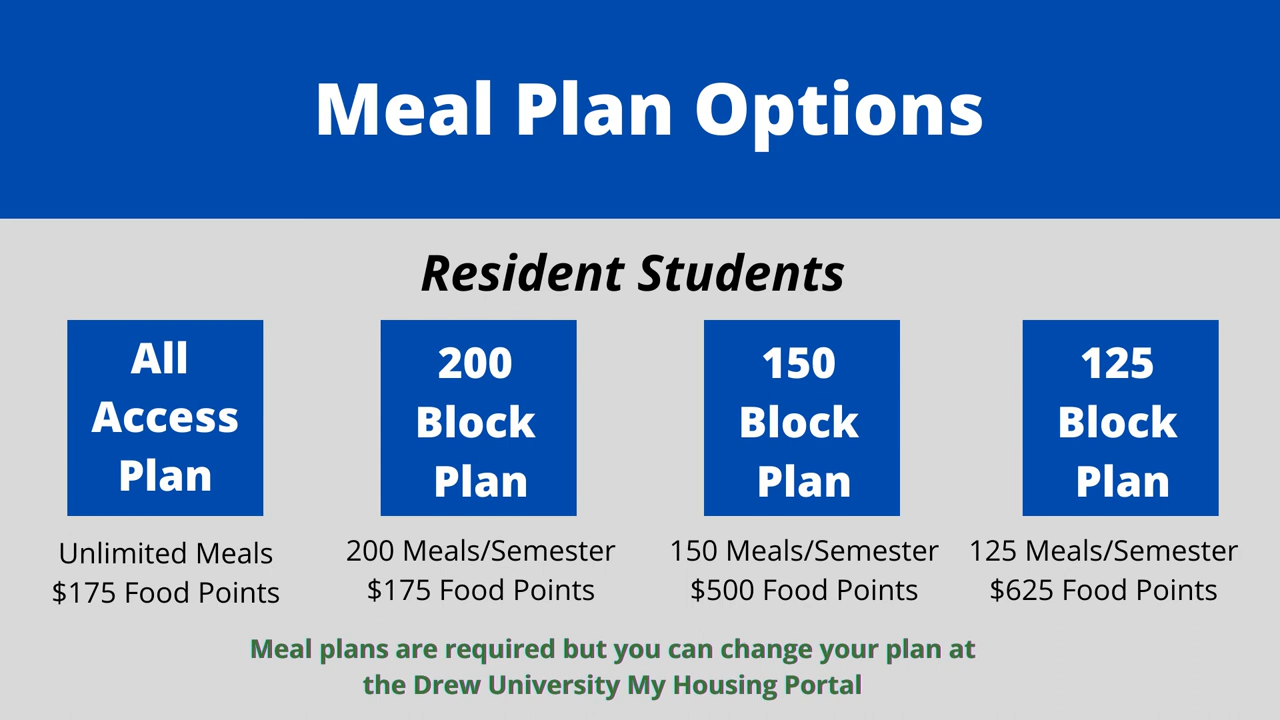 Meal Plan Options
Resident Students
All
Access
Plan
Unlimited Meals
$175 Food Points
200
Block
Plan
200 Meals/Semester
$175 Food Points
150
Block
Plan
150 Meals/Semester
$500 Food Points
125
Block
Plan
125 Meals/Semester
$625 Food Points
Meal plans are required but you can change your plan at
the Drew University My Housing Portal